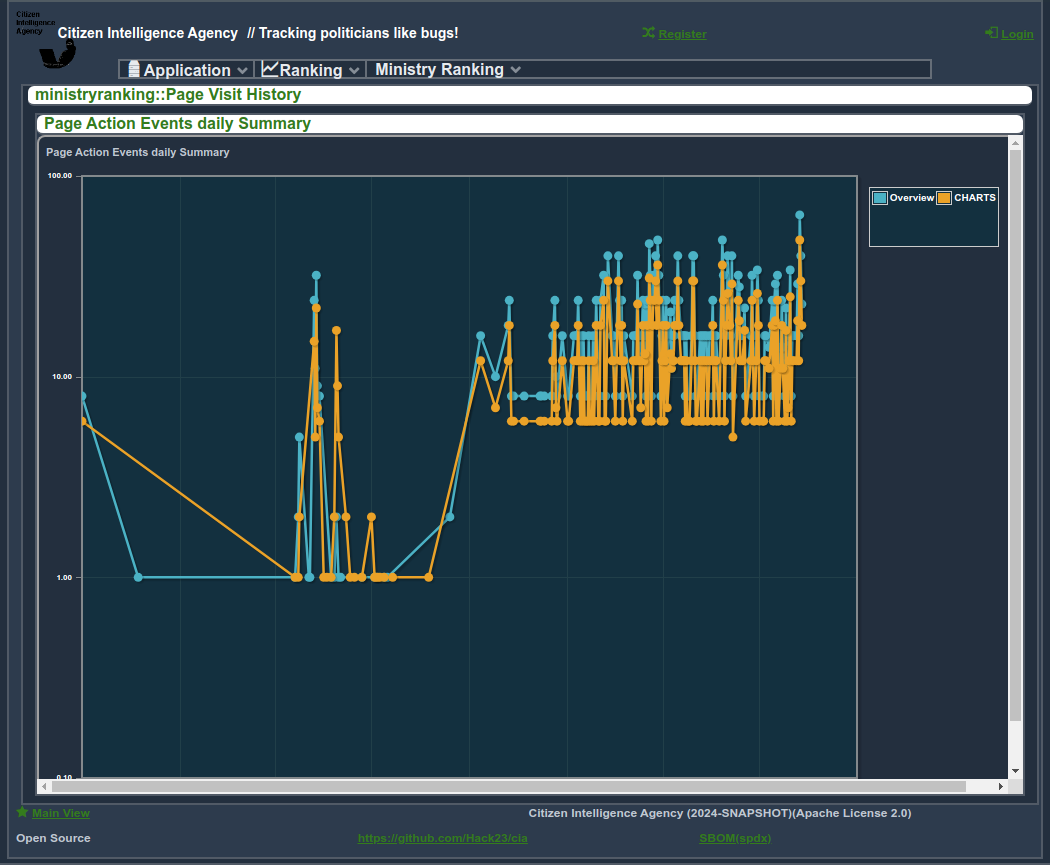 Citizen
Intelligence
Agency
Citizen Intelligence Agency // Tracking politicians like bugs!
Register
Login
Application
Ranking
Ministry Ranking
ministryranking::Page Visit History
Page Action Events daily Summary
Page Action Events daily Summary
100.00
Overview
CHARTS
10.00
1.00
0.10
Main View
Citizen Intelligence Agency (2024-SNAPSHOT)(Apache License 2.0)
Open Source
https://github.com/Hack23/cia
SBOM(spdx)